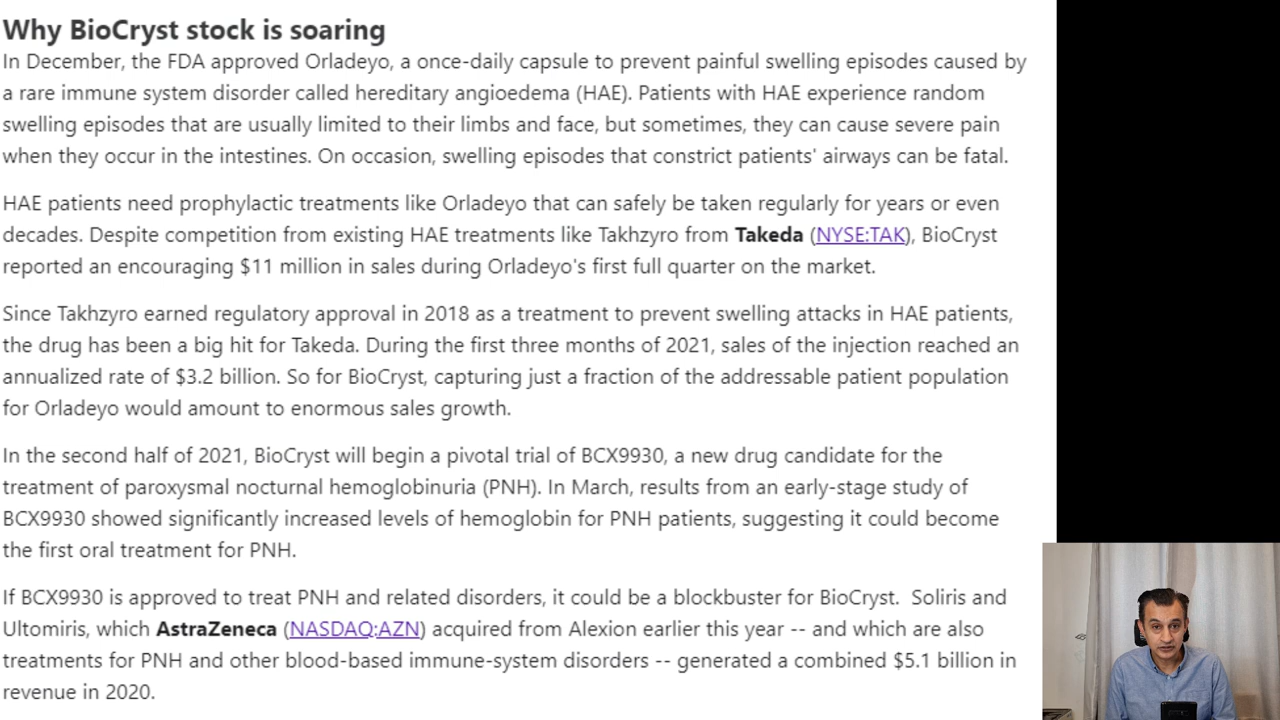 Why BioCryst stock is soaring
In December, the FDA approved Orladeyo, a once-daily capsule to prevent painful swelling episodes caused by
a rare immune system disorder called hereditary angioedema (HAE). Patients with HAE experience random
swelling episodes that are usually limited to their limbs and face, but sometimes, they can cause severe pain
when they occur in the intestines. On occasion, swelling episodes that constrict patients' airways can be fatal.
HAE patients need prophylactic treatments like Orladeyo that can safely be taken regularly for years or even
decades. Despite competition from existing HAE treatments like Takhzyro from Takeda (NYSE:TAK), BioCryst
reported an encouraging $11 million in sales during Orladeyo's first full quarter on the market.
Since Takhzyro earned regulatory approval in 2018 as a treatment to prevent swelling attacks in HAE patients,
the drug has been a big hit for Takeda. During the first three months of 2021, sales of the injection reached an
annualized rate of $3.2 billion. So for BioCryst, capturing just a fraction of the addressable patient population
for Orladeyo would amount to enormous sales growth.
In the second half of 2021, BioCryst will begin a pivotal trial of BCX9930, a new drug candidate for the
treatment of paroxysmal nocturnal hemoglobinuria (PNH). In March, results from an early-stage study of
BCX9930 showed significantly increased levels of hemoglobin for PNH patients, suggesting it could become
the first oral treatment for PNH.
If BCX9930 is approved to treat PNH and related disorders, it could be a blockbuster for BioCryst.  Soliris and
Ultomiris, which AstraZeneca (NASDAQ:AZN) acquired from Alexion earlier this year -- and which are also
treatments for PNH and other blood-based immune-system disorders -- generated a combined $5.1 billion in
revenue in 2020.